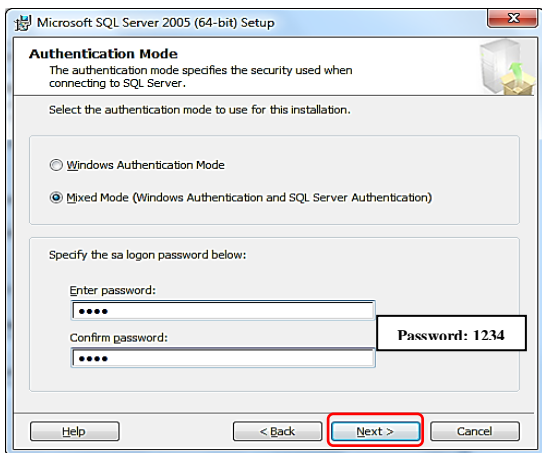 Microsoft SQL Server 2005 (64-bit) Setup
Authentication Mode
The authentication mode specifies the security used when
connecting to SQL Server.
Select the authentication mode to use for this installation.
Windows Authentication Mode
Mixed Mode (Windows Authentication and SQL Server Authentication)
Specify the sa logon password below:
Enter password:
••••
Confirm password:
••••
Password: 1234
Help
< Back
Next >
Cancel